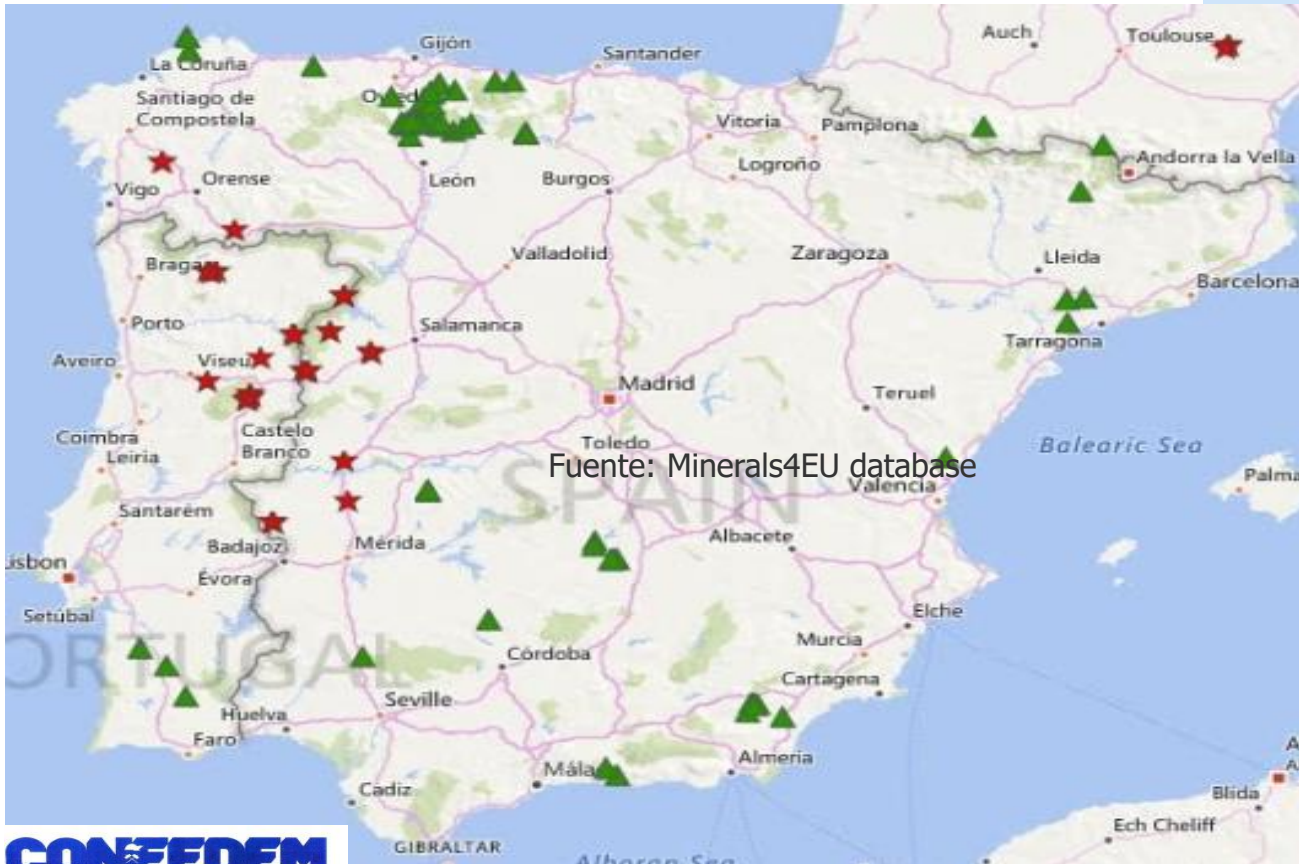 Gijón
Auch
Toulouse
Santander
La Coruña
Santiago de
Compostela
Vitoria
Pamplona
Andorra la Vella
Logroño
Orense
León
Burgos
Vigo
Valladolid
Zaragoza
Lleida
Barcelona
Porto
Salamanca
Tarragona
Aveiro
Viseu
Madrid
Teruel
Coimbra
Castelo
Branco
Leiria
Toledo
Balearic Sea
Fuente: Minerals4EU database
SPAIN
Valencia
Palma
Santarém
Badajoz
Mérida
Albacete
Évora
Setúbal
Elche
Murcia
Córdoba
Cartagena
Seville
Huelva
Faro
Almería
Cadiz
Blida
Ech Cheliff
GIBRALTAR
Alboran Sea
CONFEDEM